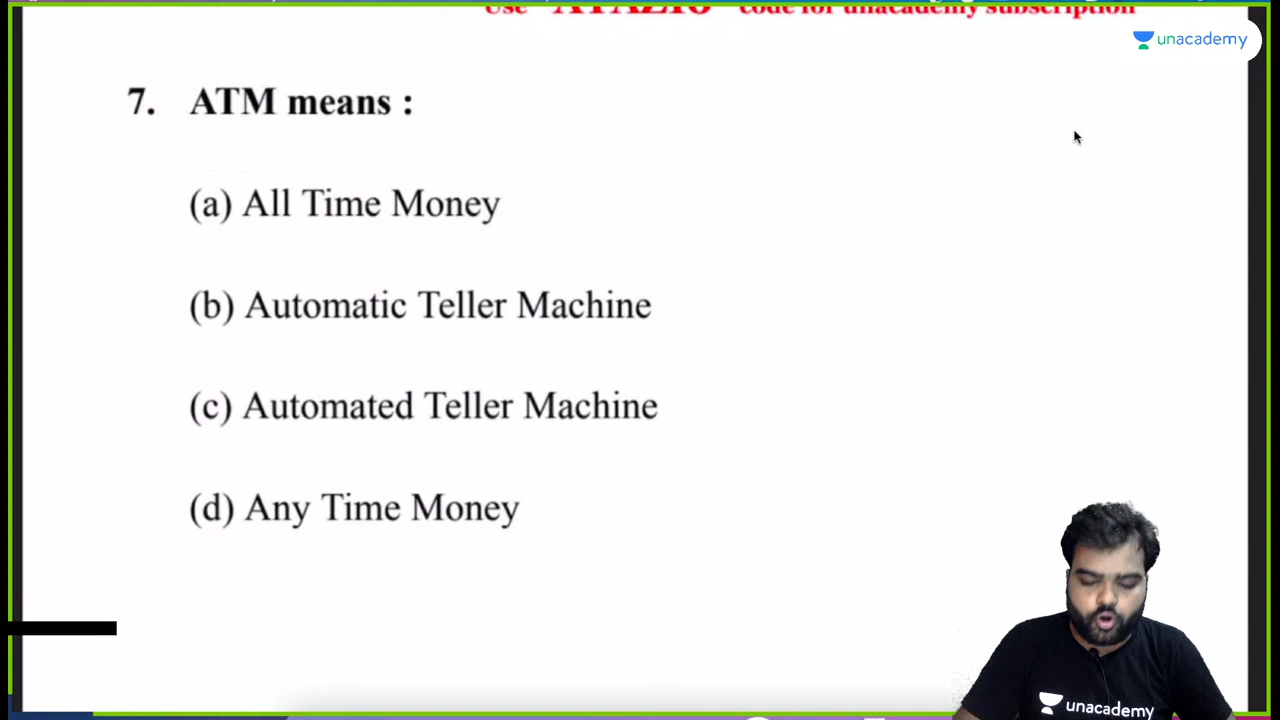 code for unacademy subscription
unacademy
7. ATM means :
(a) All Time Money
(b) Automatic Teller Machine
(c) Automated Teller Machine
(d) Any Time Money
unacademy